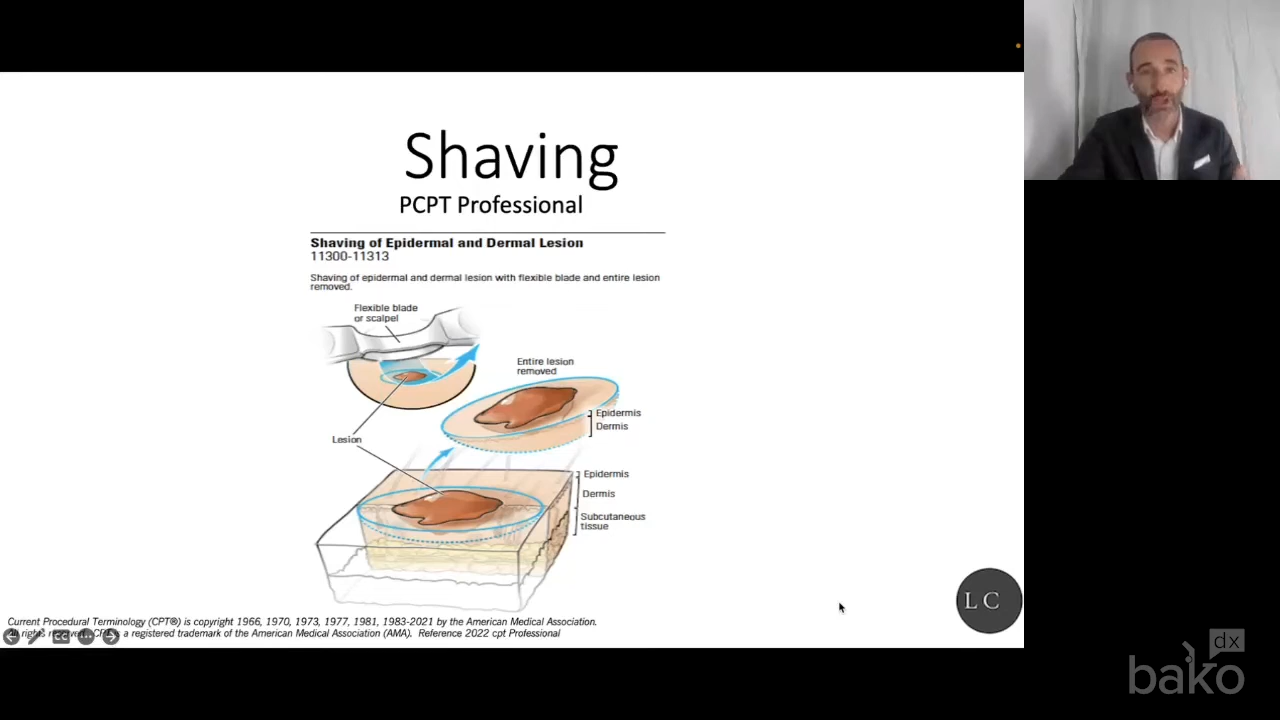 Shaving
PCPT Professional
Shaving of Epidermal and Dermal Lesion
11300-11313
Shaving of epidermal and dermal lesion with flexible blade and entire lesion
removed.
Flexible blade
or scalpel
Entire lesion
removed
Epidermis
Dermis
Lesion
Epidermis
Dermis
Subcutaneous
tissue
Current Procedural Terminology (CPT®) is copyright 1966, 1970, 1973, 1977, 1981, 1983-2021 by the American Medical Association.
All rights reserved. CPT is a registered trademark of the American Medical Association (AMA). Reference 2022 cpt Professional
CC
LC
dx
bako